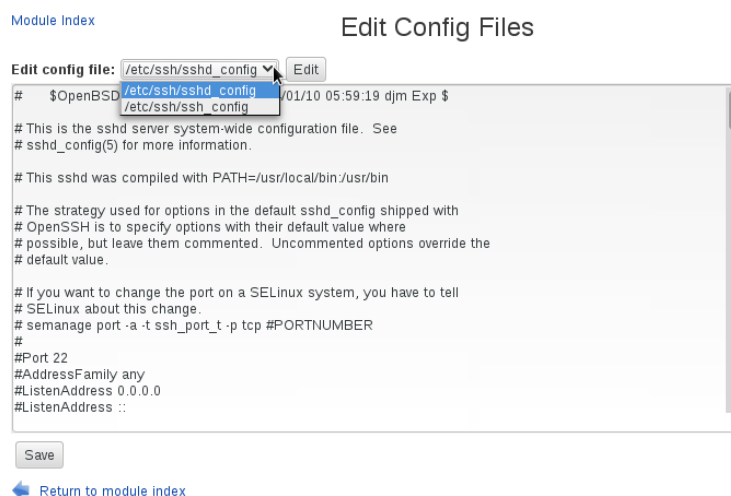 Module Index
Edit Config Files
Edit config file: /etc/ssh/sshd_config Edit
/etc/ssh/sshd_config
/etc/ssh/ssh_config
# $OpenBSD /01/10 05:59:19 djm Exp $
# This is the sshd server system-wide configuration file. See
# sshd_config(5) for more information.
# This sshd was compiled with PATH=/usr/local/bin:/usr/bin
# The strategy used for options in the default sshd_config shipped with
# OpenSSH is to specify options with their default value where
# possible, but leave them commented. Uncommented options override the
# default value.
# If you want to change the port on a SELinux system, you have to tell
# SELinux about this change.
# semanage port -a -t ssh_port_t -p tcp #PORTNUMBER
#
#Port 22
#AddressFamily any
#ListenAddress 0.0.0.0
#ListenAddress ::
Save
Return to module index